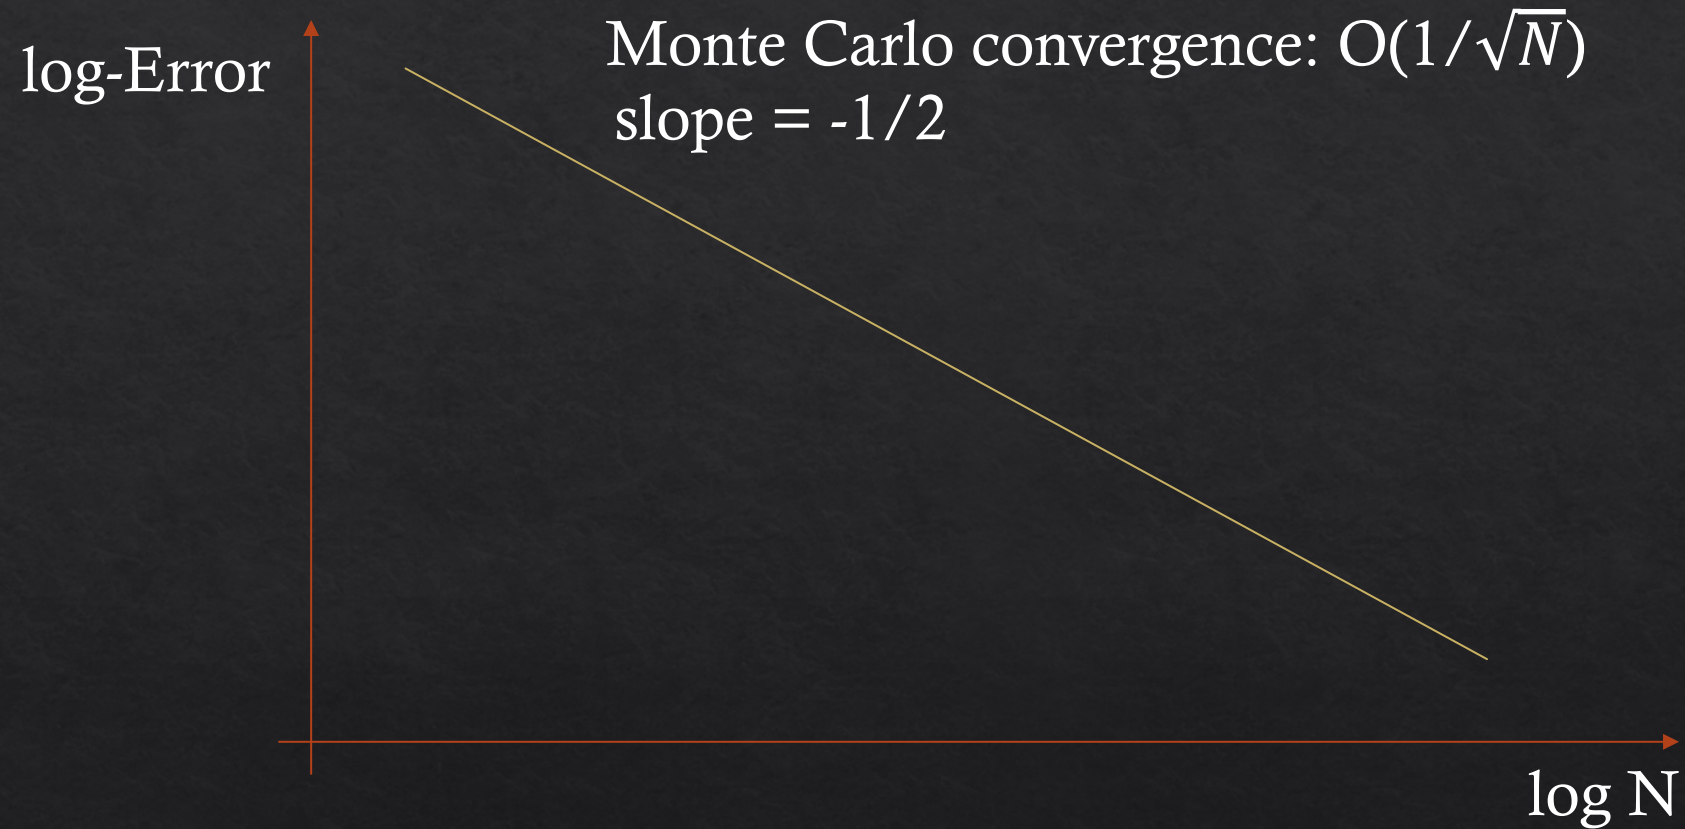 Monte Carlo convergence: O(1/√N)
log-Error
slope = -1/2
log N